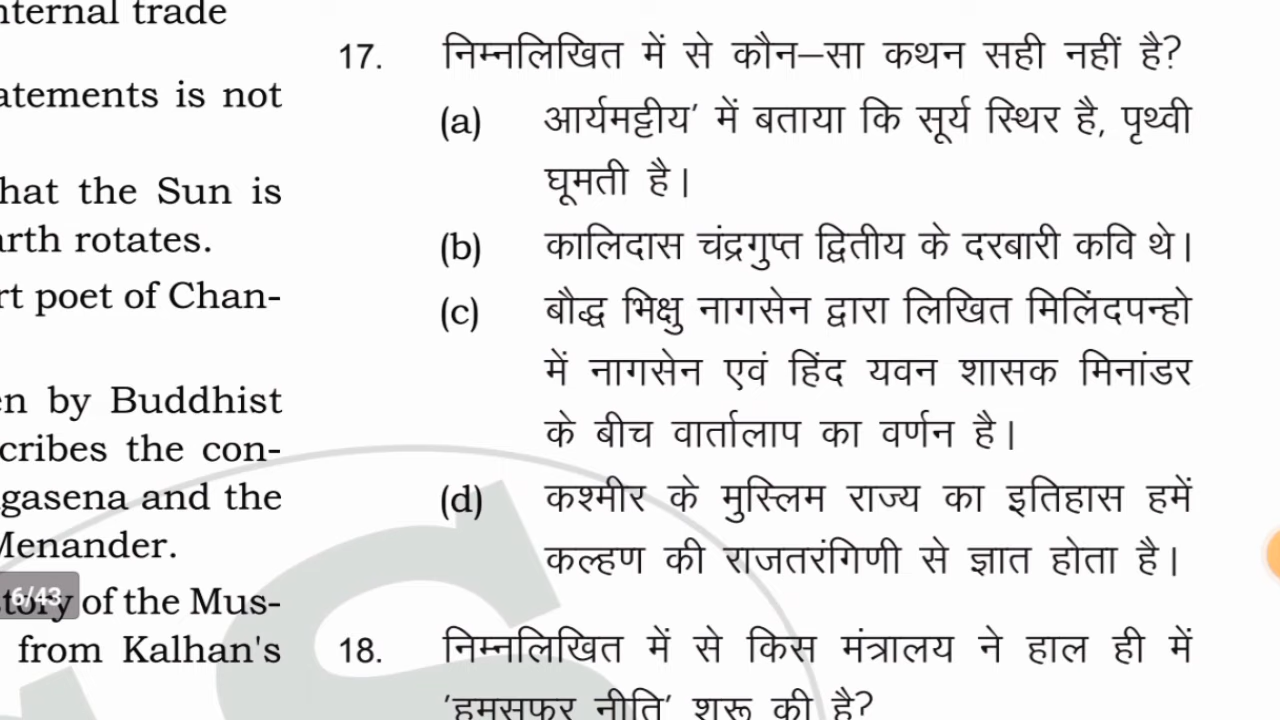 nternal trade
atements is not
hat the Sun is
arth rotates.
rt poet of Chan-
en by Buddhist
cribes the con-
gasena and the
Menander.
6/43
story of the Mus-
from Kalhan's
17. निम्नलिखित में से कौन–सा कथन सही नहीं है?
(a) आर्यमट्टीय' में बताया कि सूर्य स्थिर है, पृथ्वी
घूमती है।
(b) कालिदास चंद्रगुप्त द्वितीय के दरबारी कवि थे।
(c) बौद्ध भिक्षु नागसेन द्वारा लिखित मिलिंदपन्हो
में नागसेन एवं हिंद यवन शासक मिनांडर
के बीच वार्तालाप का वर्णन है।
(d) कश्मीर के मुस्लिम राज्य का इतिहास हमें
कल्हण की राजतरंगिणी से ज्ञात होता है।
18. निम्नलिखित में से किस मंत्रालय ने हाल ही में
'हमसफर नीति' शुरू की है?